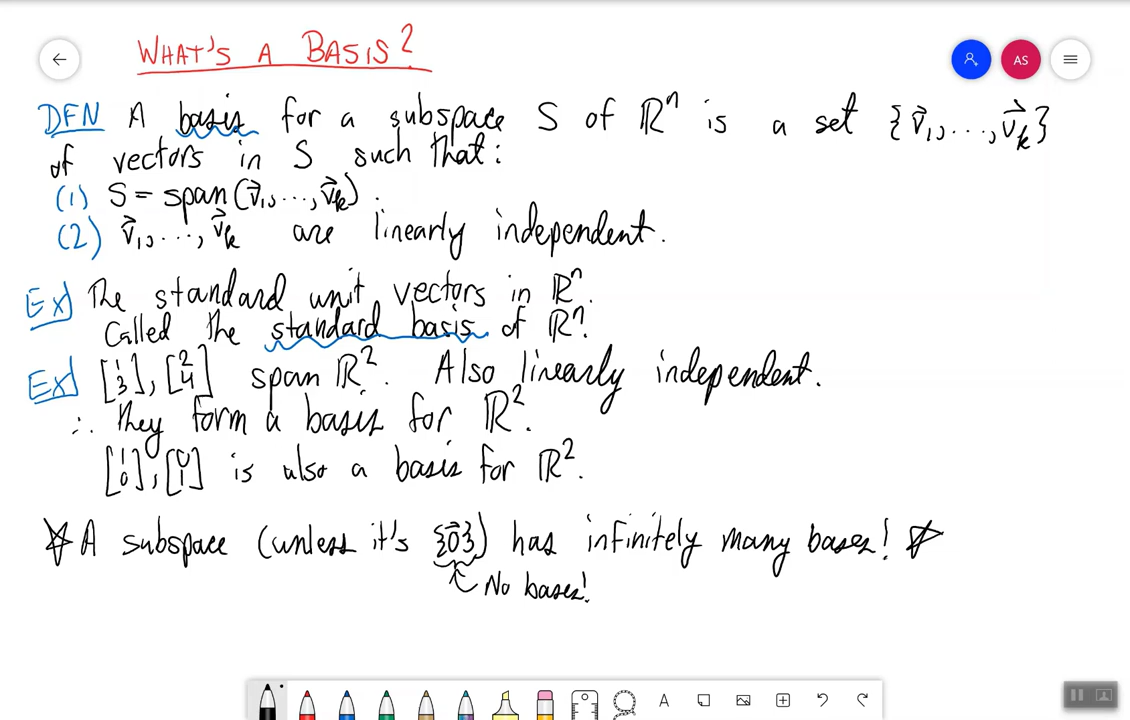 WHAT'S A BASIS?
AS
DFN A basis for a subspace S of ℝⁿ is a set {v⃗₁, ..., v⃗ₖ}
of vectors in S such that:
(1) S = span(v⃗₁, ..., v⃗ₖ).
(2) v⃗₁, ..., v⃗ₖ are linearly independent.
Ex) The standard unit vectors in ℝⁿ.
Called the standard basis of ℝⁿ.
Ex) [1 3], [2 4] span ℝ². Also linearly independent.
∴ They form a basis for ℝ².
[1 0], [0 1] is also a basis for ℝ².
☆ A subspace (unless it's {0⃗}) has infinitely many bases! ☆
No bases!
A